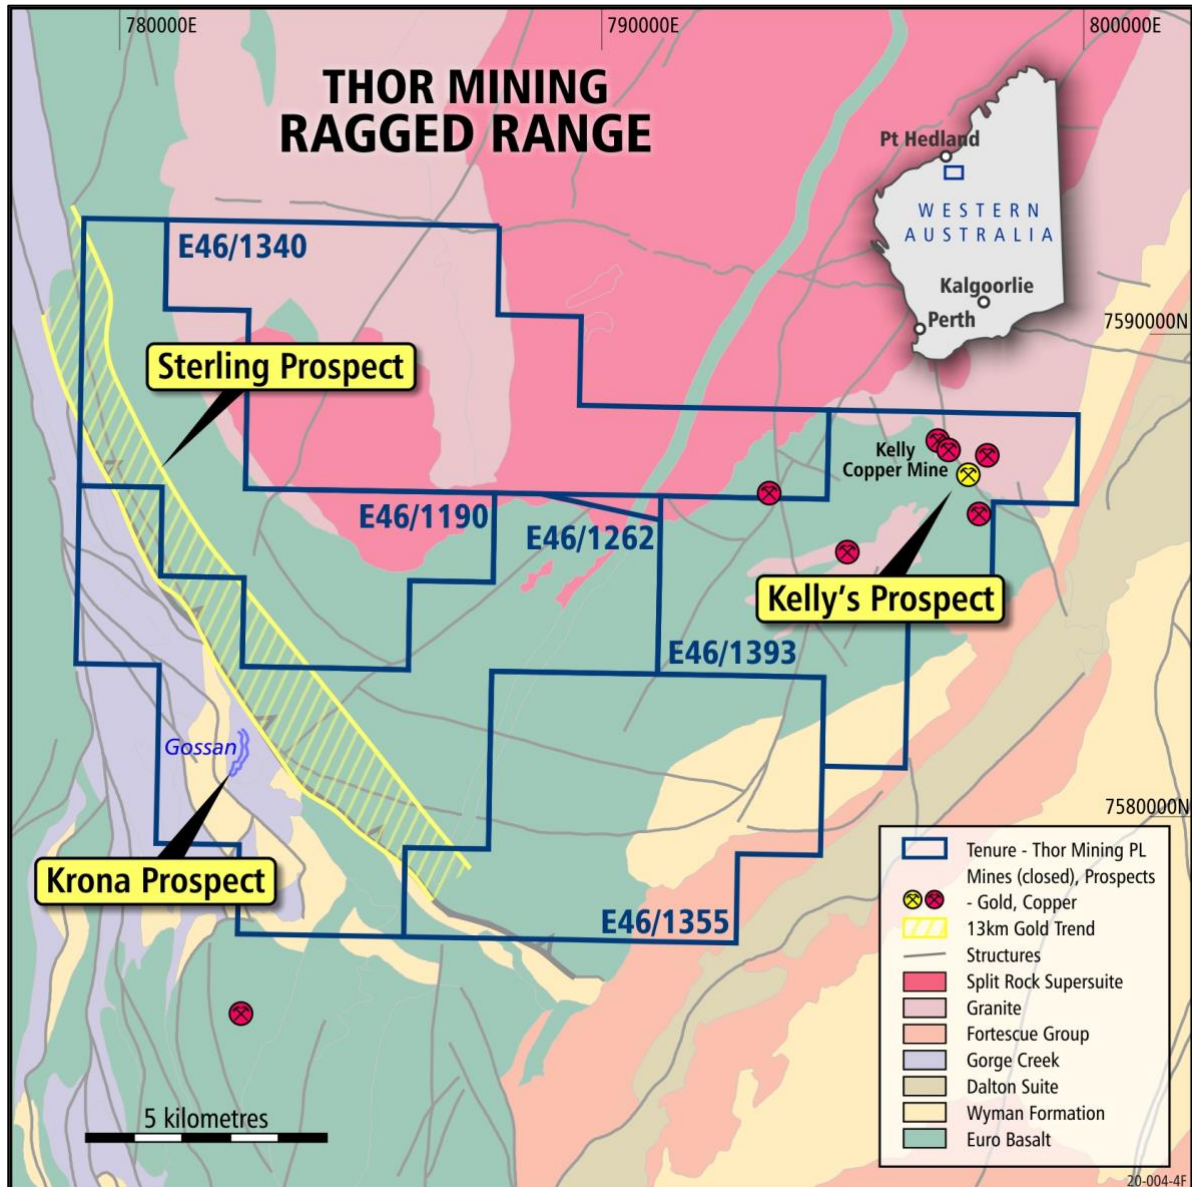 780000E
790000E
800000E
THOR MINING
RAGGED RANGE
Pt Hedland
WESTERN
AUSTRALIA
Kalgoorlie
Perth
7590000N
E46/1340
Sterling Prospect
Kelly
Copper Mine
E46/1190
E46/1262
Kelly's Prospect
E46/1393
Gossan
7580000N
Krona Prospect
E46/1355
Tenure - Thor Mining PL
Mines (closed), Prospects
- Gold, Copper
13km Gold Trend
Structures
Split Rock Supersuite
Granite
Fortescue Group
Gorge Creek
Dalton Suite
Wyman Formation
Euro Basalt
5 kilometres
20-004-4F